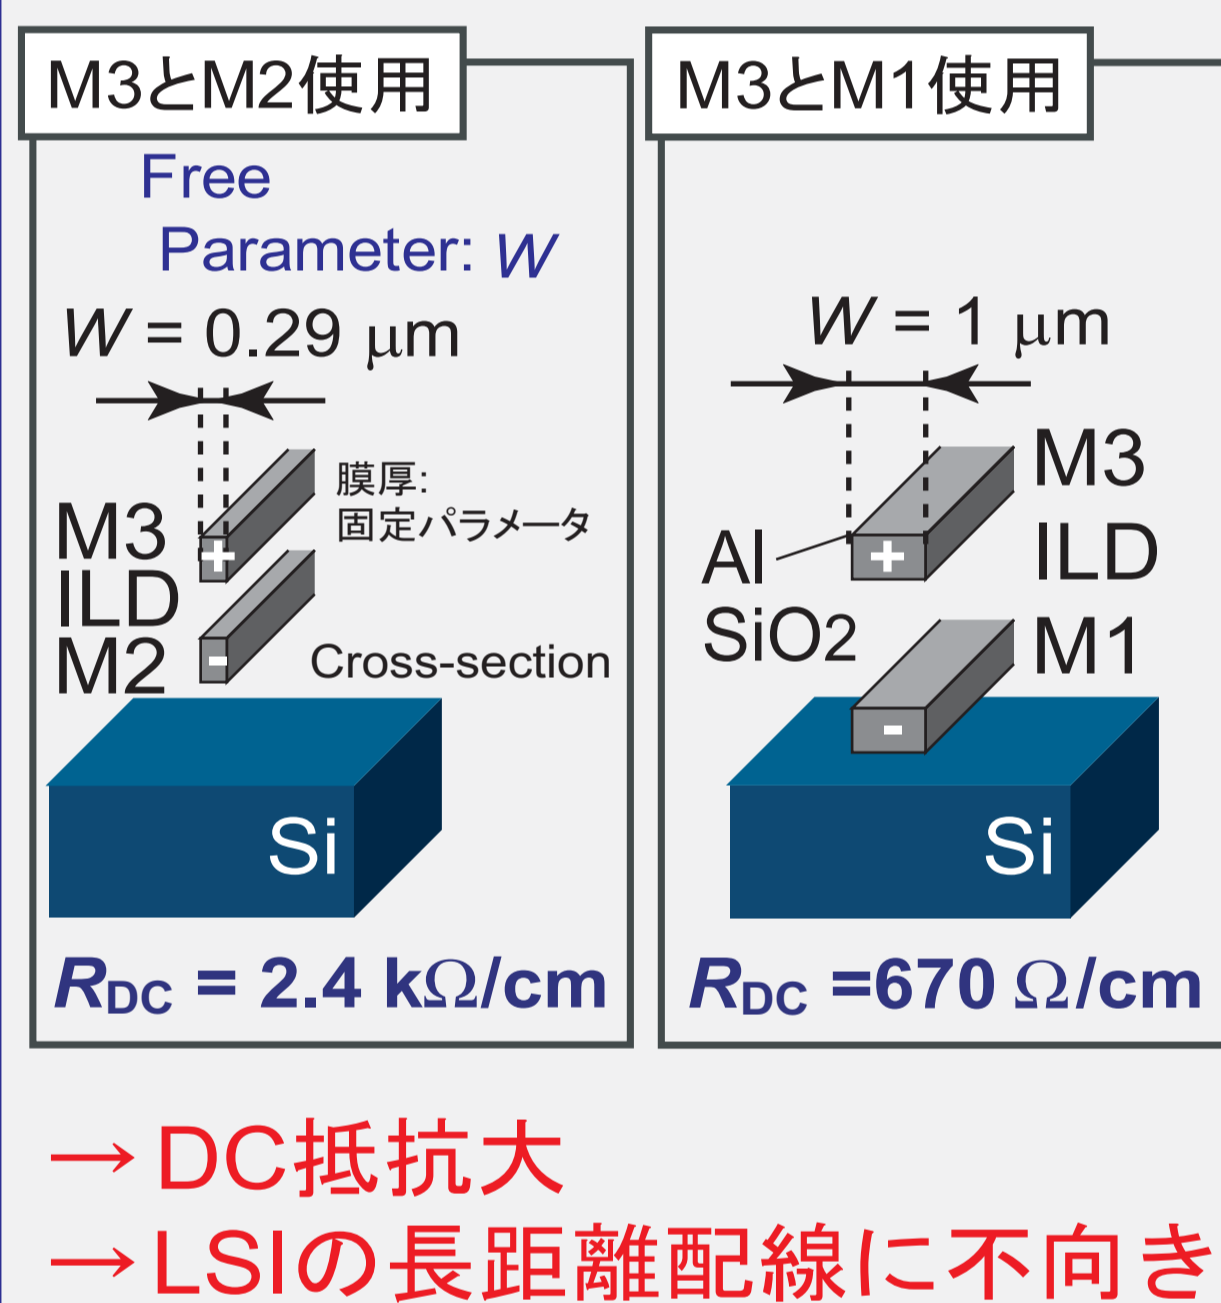 M3とM2使用
Free
Parameter: W
W = 0.29 μm
膜厚:
固定パラメータ
M3
ILD
M2
+
-
Cross-section
Si
RDC = 2.4 kΩ/cm
M3とM1使用
W = 1 μm
M3
ILD
M1
Al
SiO2
+
-
Si
RDC =670 Ω/cm
→DC抵抗大
→LSIの長距離配線に不向き